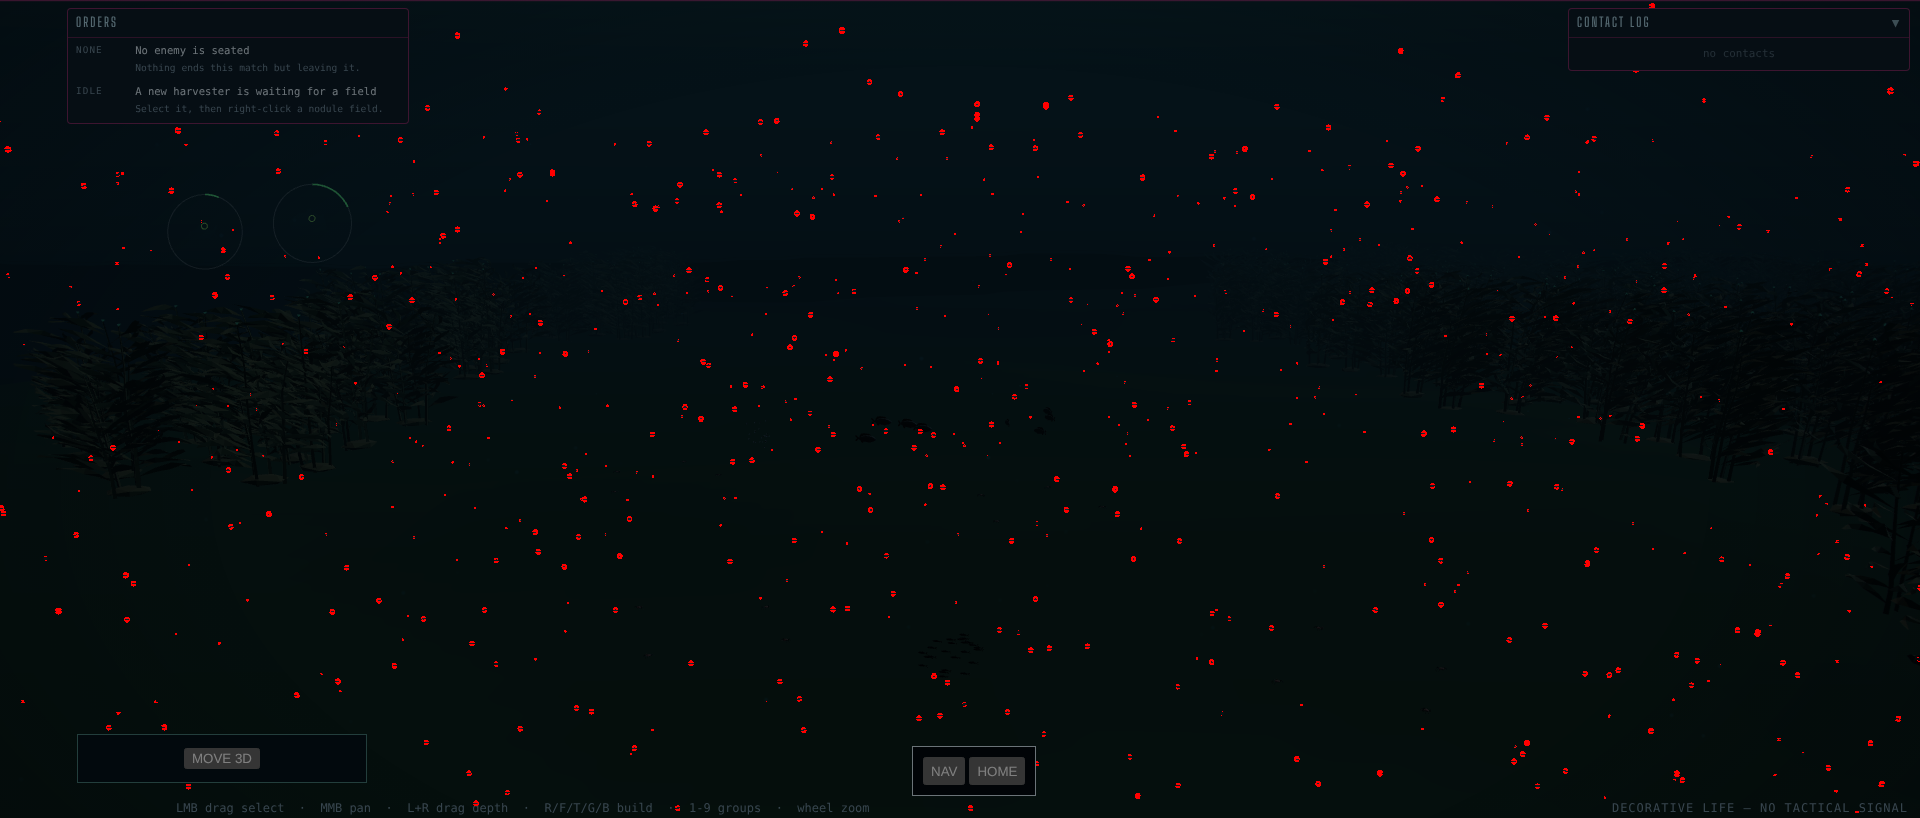 ORDERS
NONE No enemy is seated
Nothing ends this match but leaving it.
IDLE A new harvester is waiting for a field
Select it, then right-click a nodule field.
CONTACT LOG ▼
no contacts
b
O
MOVE 3D
NAV HOME
LMB drag select · MMB pan · L+R drag depth · R/F/T/G/B build · 1-9 groups · wheel zoom
DECORATIVE LIFE — NO TACTICAL SIGNAL